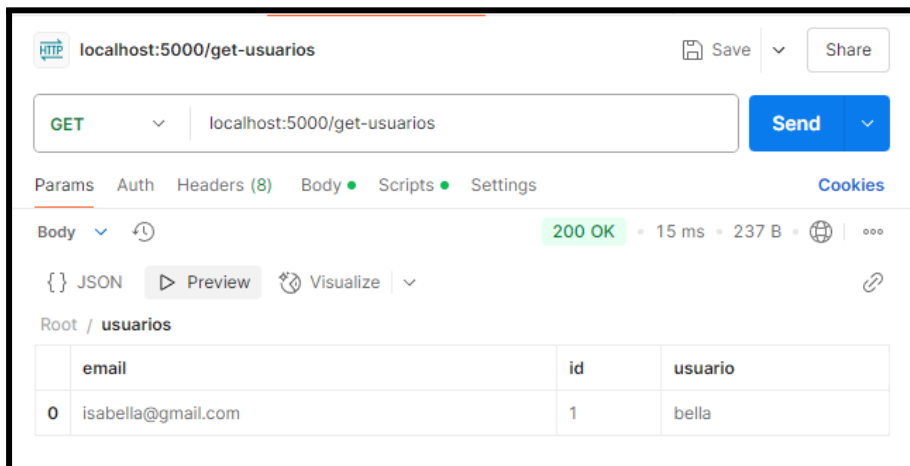 HTTP localhost:5000/get-usuarios Save Share
GET localhost:5000/get-usuarios Send
Params Auth Headers (8) Body Scripts Settings Cookies
Body 200 OK 15 ms 237 B
{} JSON Preview Visualize
Root / usuarios
email id usuario
0 isabella@gmail.com 1 bella